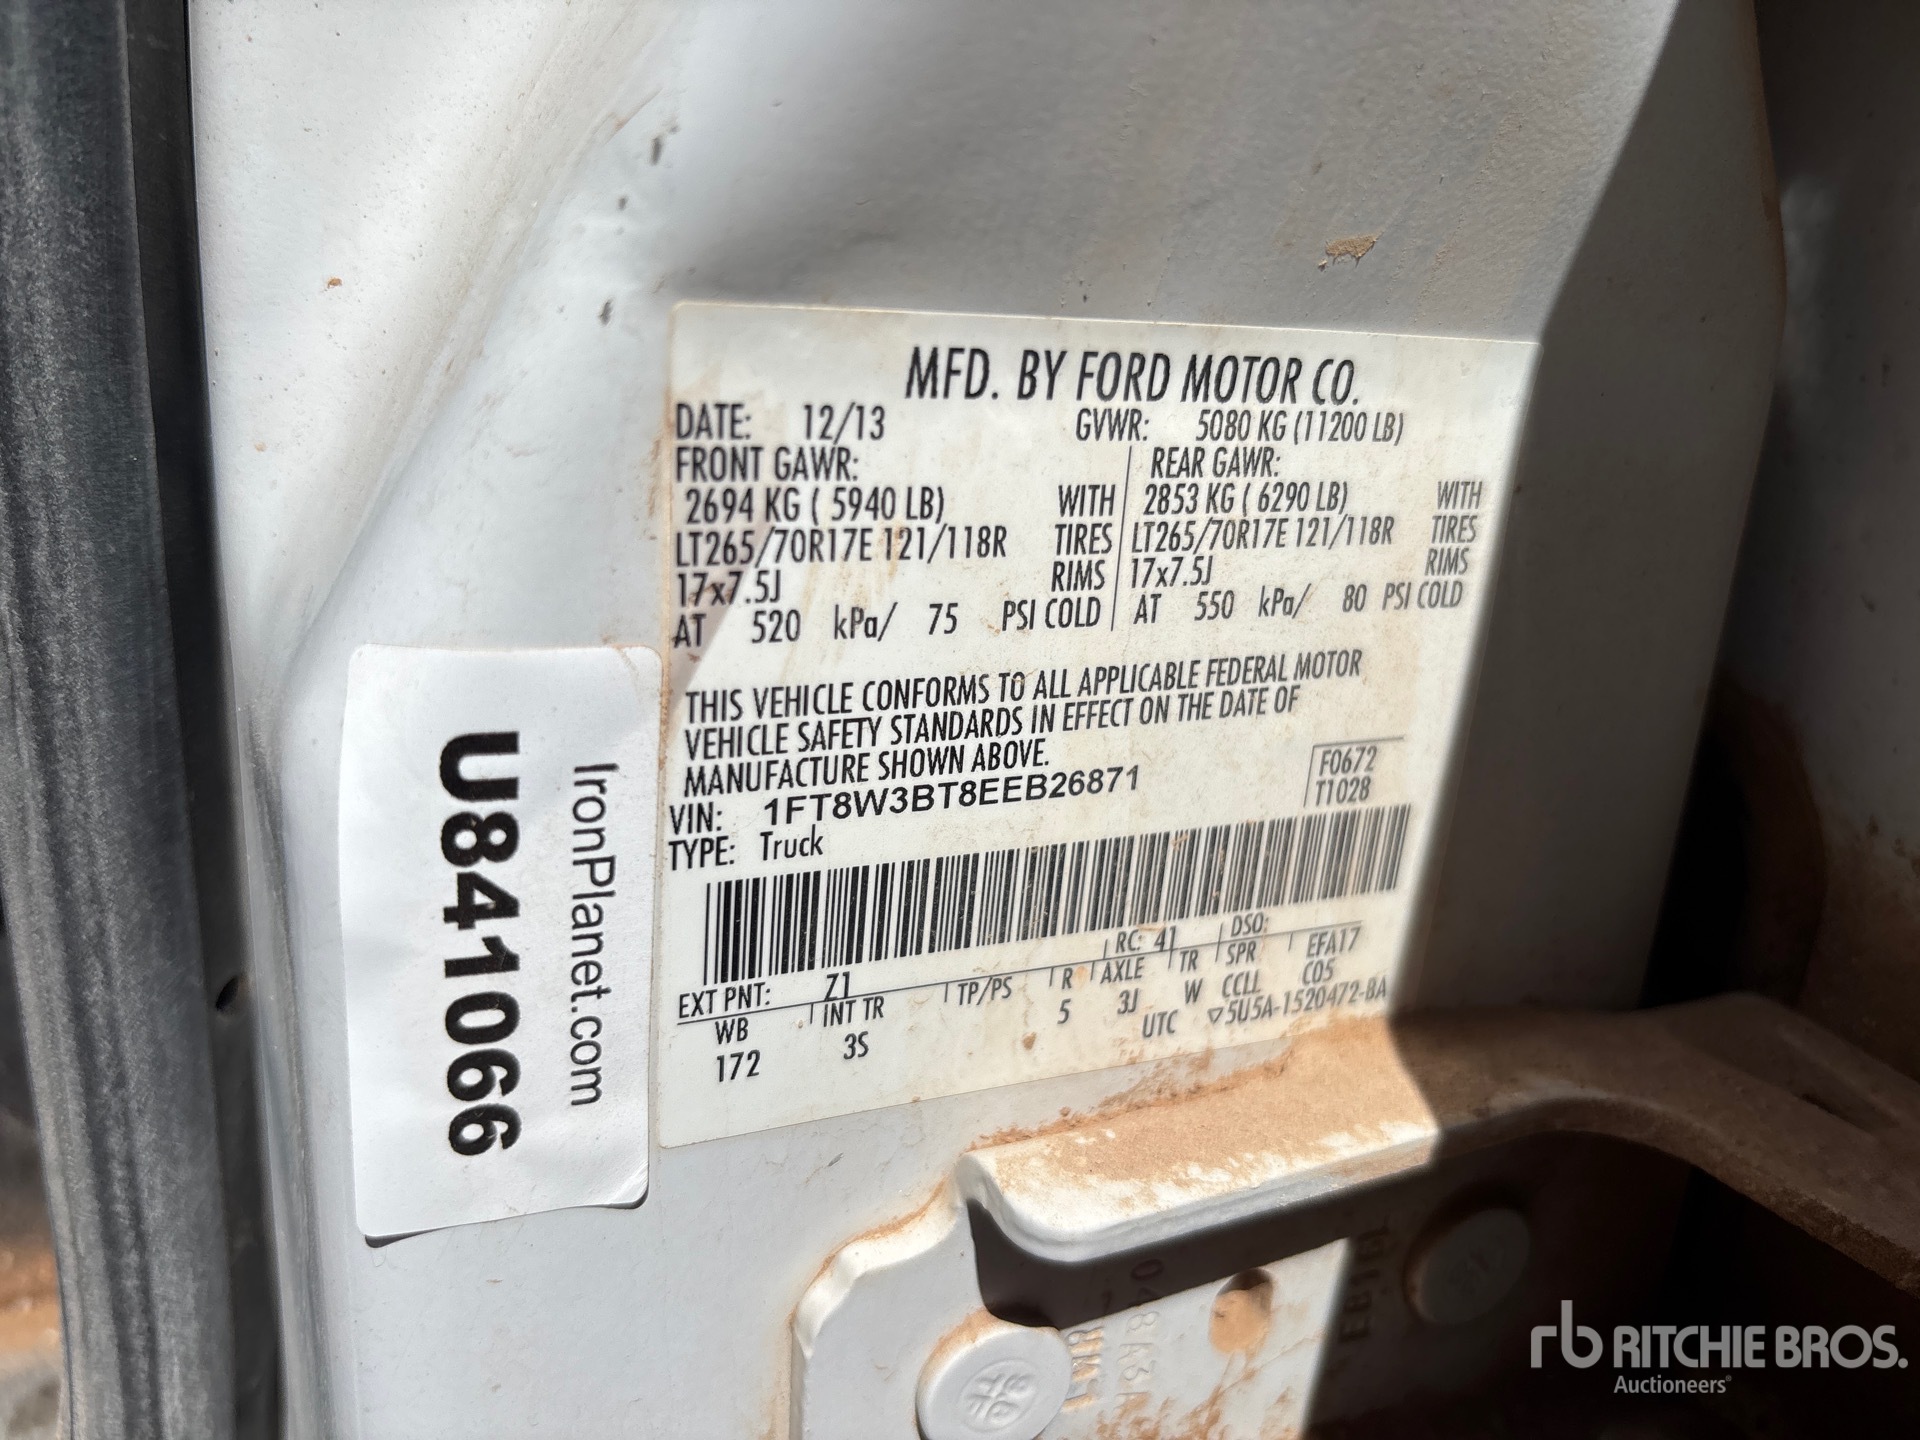 MFD. BY FORD MOTOR CO.
DATE: 12/13 GVWR: 5080 KG (11200 LB)
FRONT GAWR: REAR GAWR:
2694 KG ( 5940 LB) WITH 2853 KG ( 6290 LB) WITH
LT265/70R17E 121/118R TIRES LT265/70R17E 121/118R TIRES
17x7.5J RIMS 17x7.5J RIMS
AT 520 kPa/ 75 PSI COLD AT 550 kPa/ 80 PSI COLD
THIS VEHICLE CONFORMS TO ALL APPLICABLE FEDERAL MOTOR
VEHICLE SAFETY STANDARDS IN EFFECT ON THE DATE OF
MANUFACTURE SHOWN ABOVE.
VIN: 1FT8W3BT8EEB26871
TYPE: Truck
F0672
T1028
EXT PNT: Z1 RC: 41 DSO:
WB INT TR TP/PS R AXLE TR SPR EFA17
172 3S 5 3J W CCLL C05
UTC ▽5U5A-1520472-BA
IronPlanet.com
U841066
rb RITCHIE BROS.
Auctioneers®